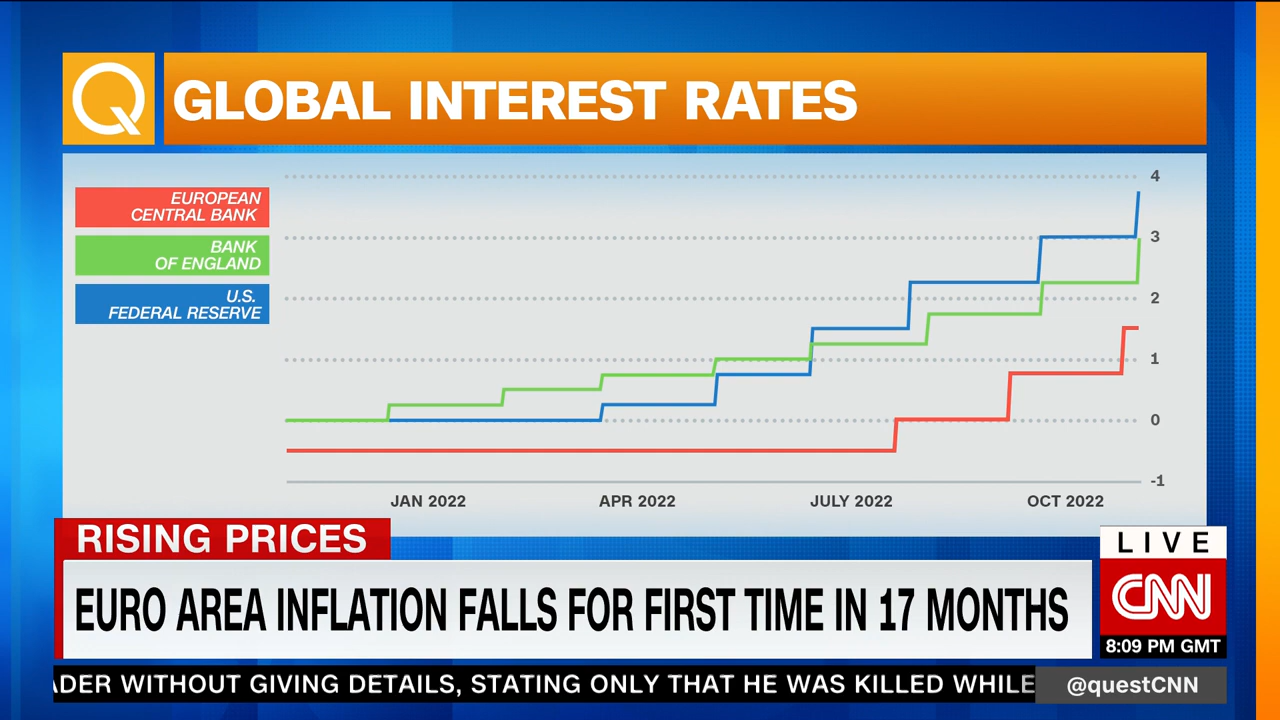 Q
GLOBAL INTEREST RATES
EUROPEAN
CENTRAL BANK
BANK
OF ENGLAND
U.S.
FEDERAL RESERVE
4
3
2
1
0
-1
JAN 2022 APR 2022 JULY 2022 OCT 2022
RISING PRICES
EURO AREA INFLATION FALLS FOR FIRST TIME IN 17 MONTHS
LIVE
CNN
8:09 PM GMT
WITHOUT GIVING DETAILS, STATING ONLY THAT HE WAS KILLED WHILE
@questCNN